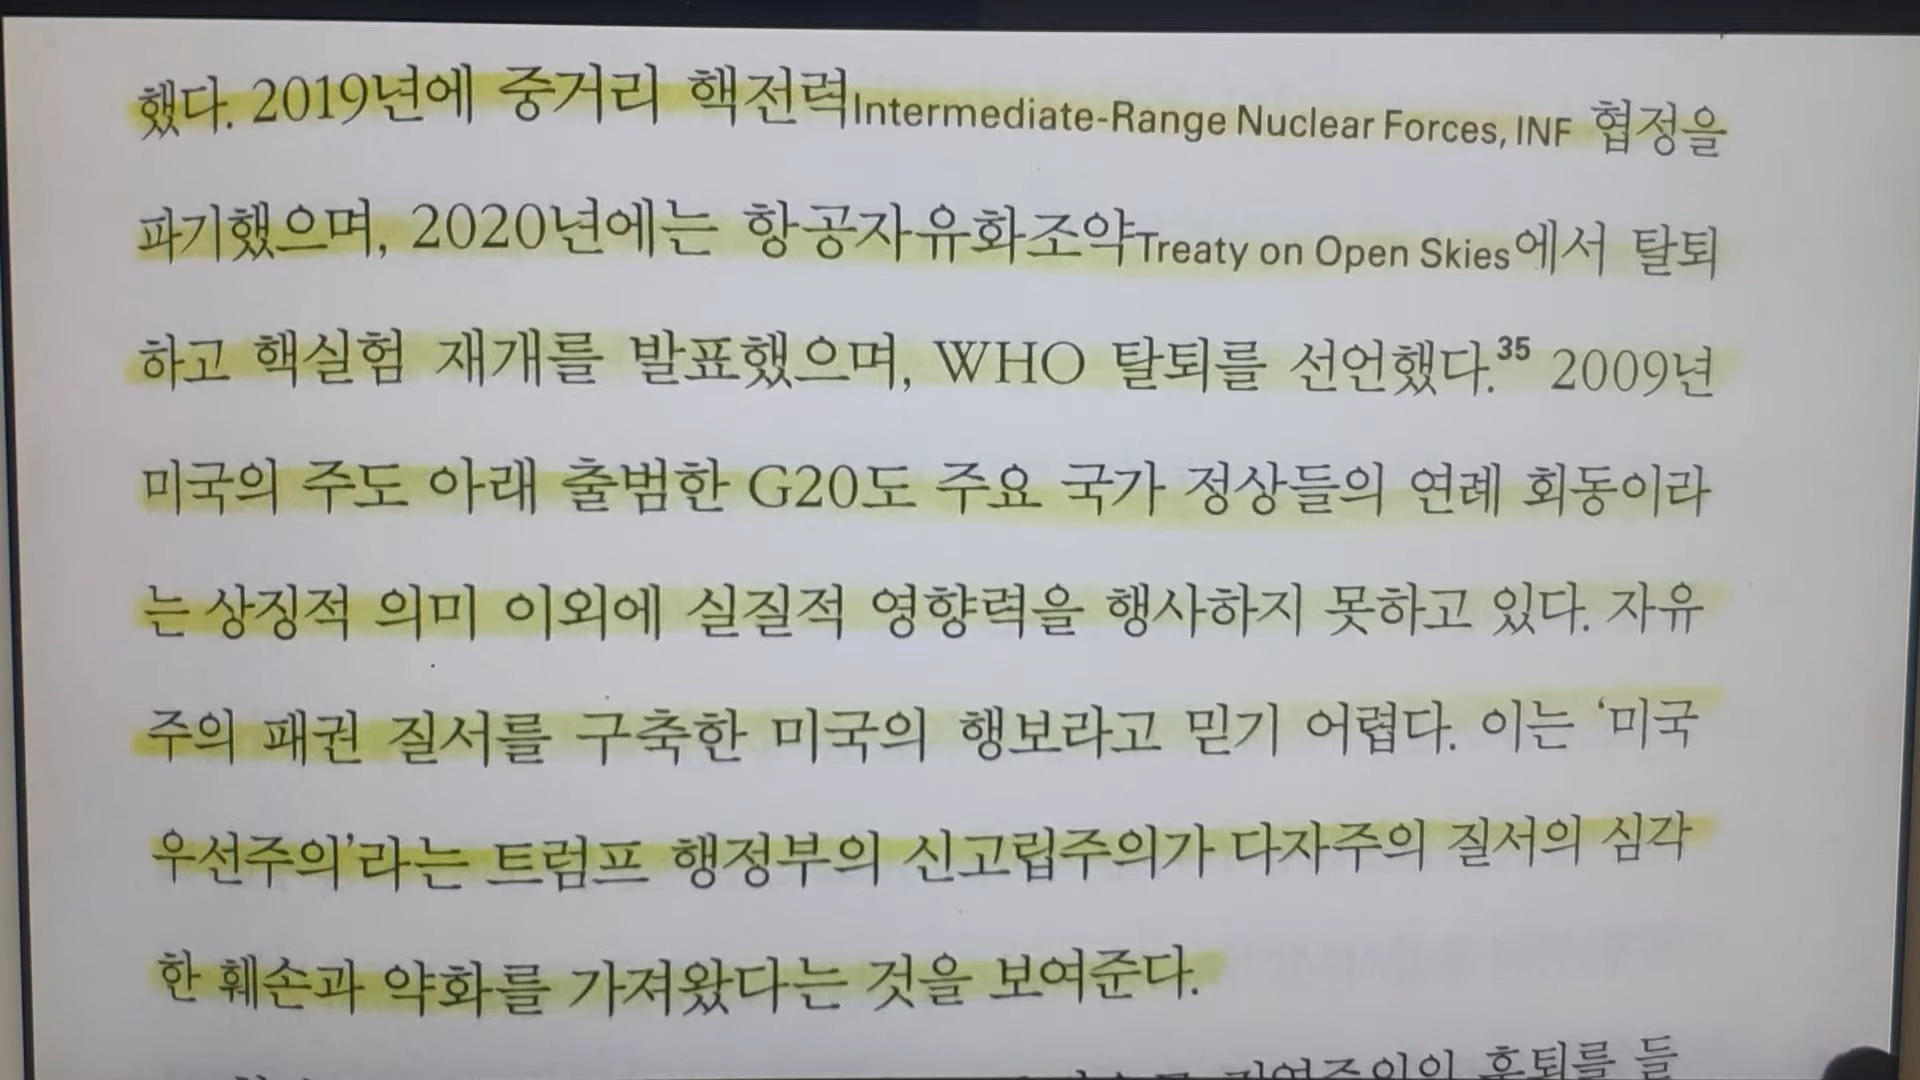 했다. 2019년에 중거리 핵전력Intermediate-Range Nuclear Forces, INF 협정을
파기했으며, 2020년에는 항공자유화조약Treaty on Open Skies에서 탈퇴
하고 핵실험 재개를 발표했으며, WHO 탈퇴를 선언했다.35 2009년
미국의 주도 아래 출범한 G20도 주요 국가 정상들의 연례 회동이라
는 상징적 의미 이외에 실질적 영향력을 행사하지 못하고 있다. 자유
주의 패권 질서를 구축한 미국의 행보라고 믿기 어렵다. 이는 ‘미국
우선주의’라는 트럼프 행정부의 신고립주의가 다자주의 질서의 심각
한 훼손과 약화를 가져왔다는 것을 보여준다.
후퇴를 들